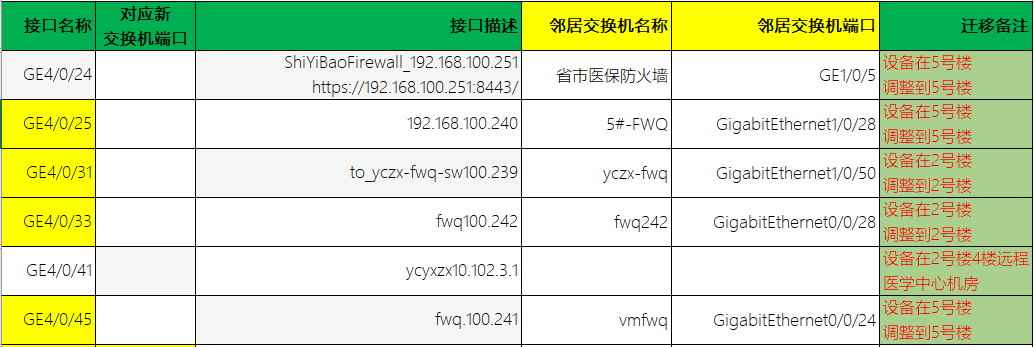 接口名称
对应新
交换机端口
接口描述
邻居交换机名称
邻居交换机端口
迁移备注
GE4/0/24
ShiYiBaoFirewall_192.168.100.251
https://192.168.100.251:8443/
省市医保防火墙
GE1/0/5
设备在5号楼
调整到5号楼
GE4/0/25
192.168.100.240
5#-FWQ
GigabitEthernet1/0/28
设备在5号楼
调整到5号楼
GE4/0/31
to_yczx-fwq-sw100.239
yczx-fwq
GigabitEthernet1/0/50
设备在2号楼
调整到2号楼
GE4/0/33
fwq100.242
fwq242
GigabitEthernet0/0/28
设备在2号楼
调整到2号楼
GE4/0/41
ycyxzx10.102.3.1
设备在2号楼4楼远程
医学中心机房
GE4/0/45
fwq.100.241
vmfwq
GigabitEthernet0/0/24
设备在5号楼
调整到5号楼